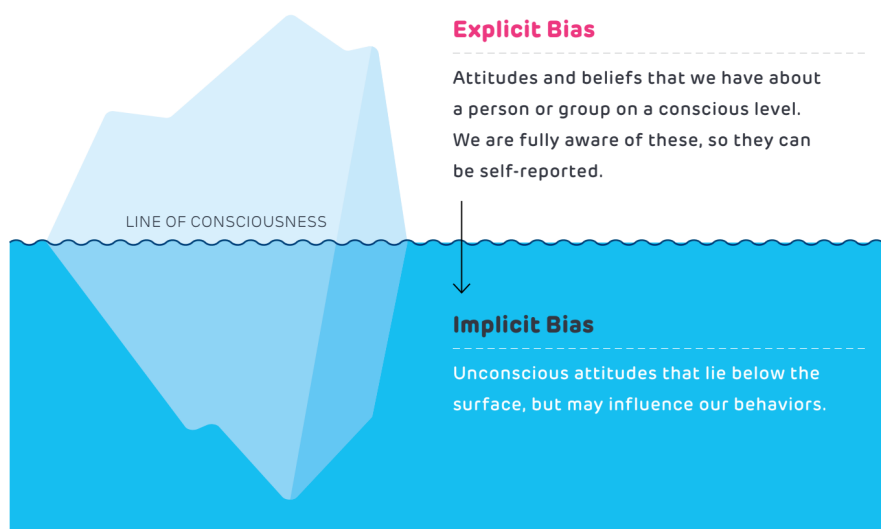 Explicit Bias
Attitudes and beliefs that we have about
a person or group on a conscious level.
We are fully aware of these, so they can
be self-reported.
LINE OF CONSCIOUSNESS
Implicit Bias
Unconscious attitudes that lie below the
surface, but may influence our behaviors.